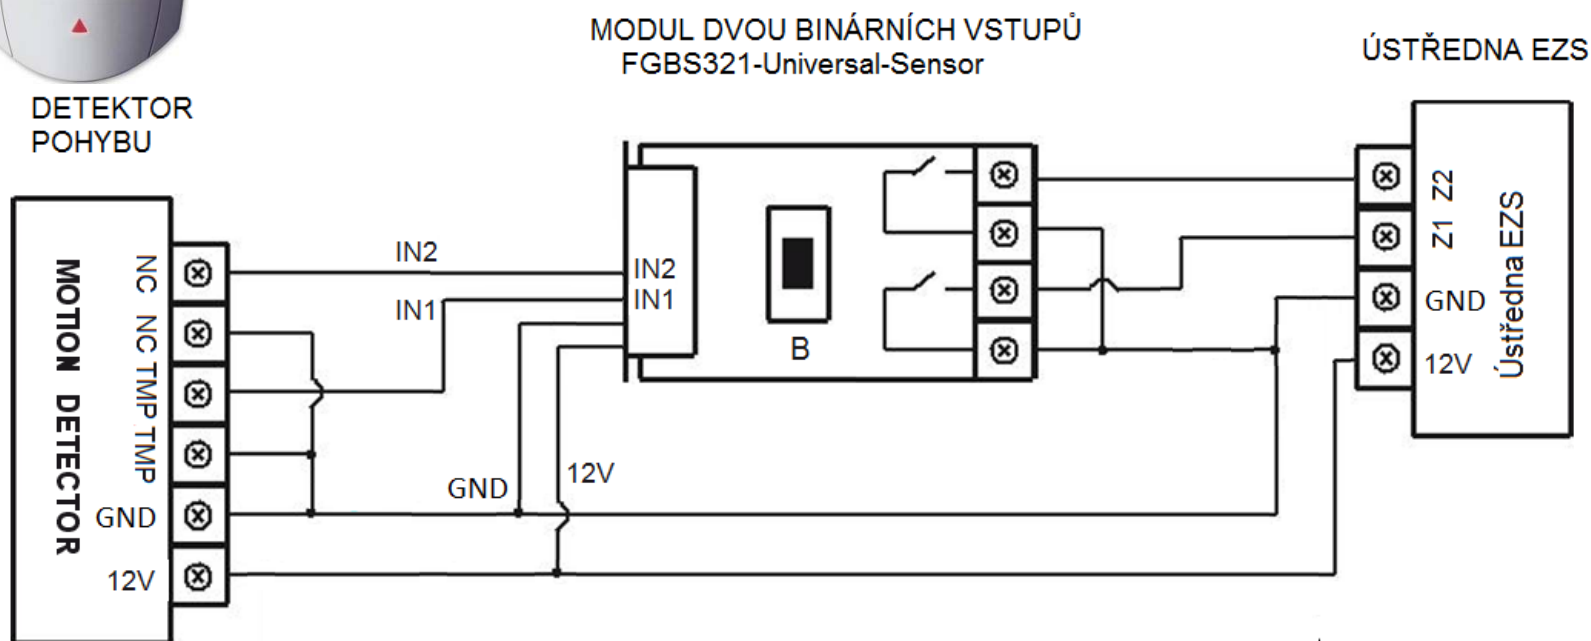 MODUL DVOU BINÁRNÍCH VSTUPŮ
FGBS321-Universal-Sensor
ÚSTŘEDNA EZS
DETEKTOR
POHYBU
MOTION DETECTOR
NC
NC
TMP
TMP
GND
12V
IN2
IN1
GND
12V
IN2
IN1
B
Z2
Z1
GND
12V
Ústředna EZS